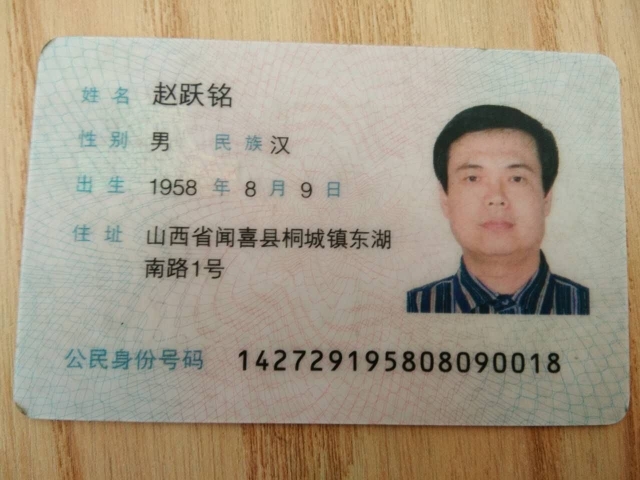 姓名 赵跃铭
性别 男 民族 汉
出生 1958 年 8 月 9 日
住址 山西省闻喜县桐城镇东湖
南路1号
公民身份号码 142729195808090018